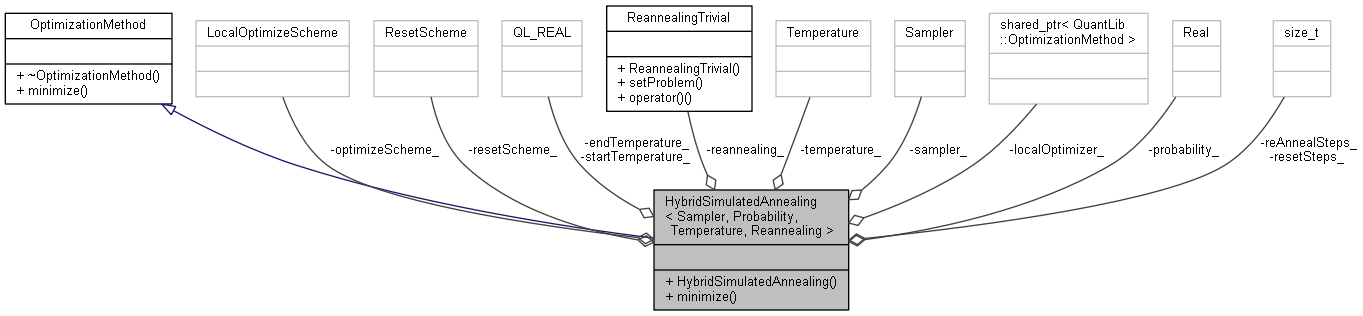 OptimizationMethod
+ ~OptimizationMethod()
+ minimize()
LocalOptimizeScheme
ResetScheme
QL_REAL
ReannealingTrivial
+ ReannealingTrivial()
+ setProblem()
+ operator()()
Temperature
Sampler
shared_ptr< QuantLib
::OptimizationMethod >
Real
size_t
-optimizeScheme_
-resetScheme_
-endTemperature_
-startTemperature_
-reannealing_
-temperature_
-sampler_
-localOptimizer_
-probability_
-reAnnealSteps_
-resetSteps_
HybridSimulatedAnnealing
< Sampler, Probability,
Temperature, Reannealing >
+ HybridSimulatedAnnealing()
+ minimize()